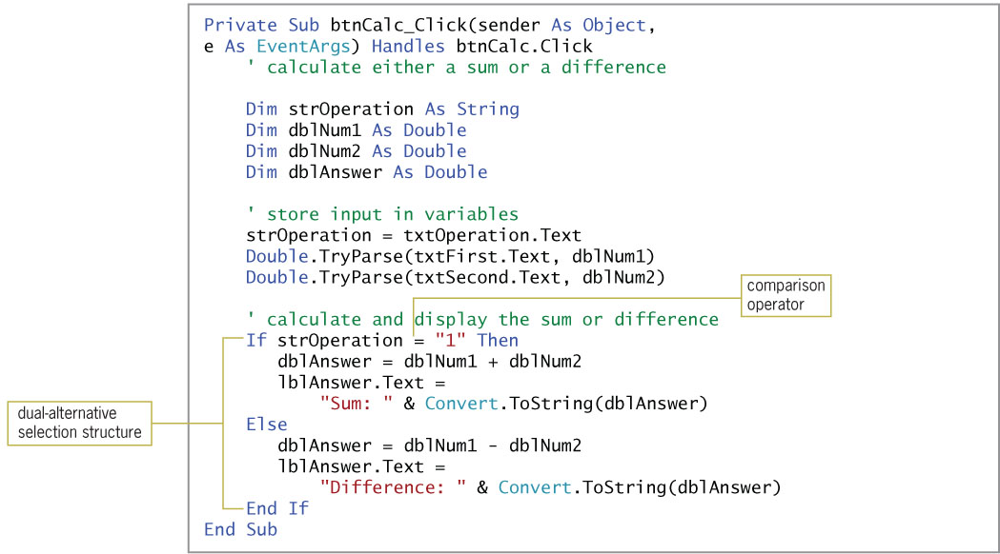 Private Sub btnCalc_Click(sender As Object,
e As EventArgs) Handles btnCalc.Click
' calculate either a sum or a difference
Dim strOperation As String
Dim dblNum1 As Double
Dim dblNum2 As Double
Dim dblAnswer As Double
' store input in variables
strOperation = txtOperation.Text
Double.TryParse(txtFirst.Text, dblNum1)
Double.TryParse(txtSecond.Text, dblNum2)
comparison
operator
' calculate and display the sum or difference
If strOperation = "1" Then
dblAnswer = dblNum1 + dblNum2
lblAnswer.Text =
"Sum: " & Convert.ToString(dblAnswer)
dual-alternative
selection structure
Else
dblAnswer = dblNum1 - dblNum2
lblAnswer.Text =
"Difference: " & Convert.ToString(dblAnswer)
End If
End Sub